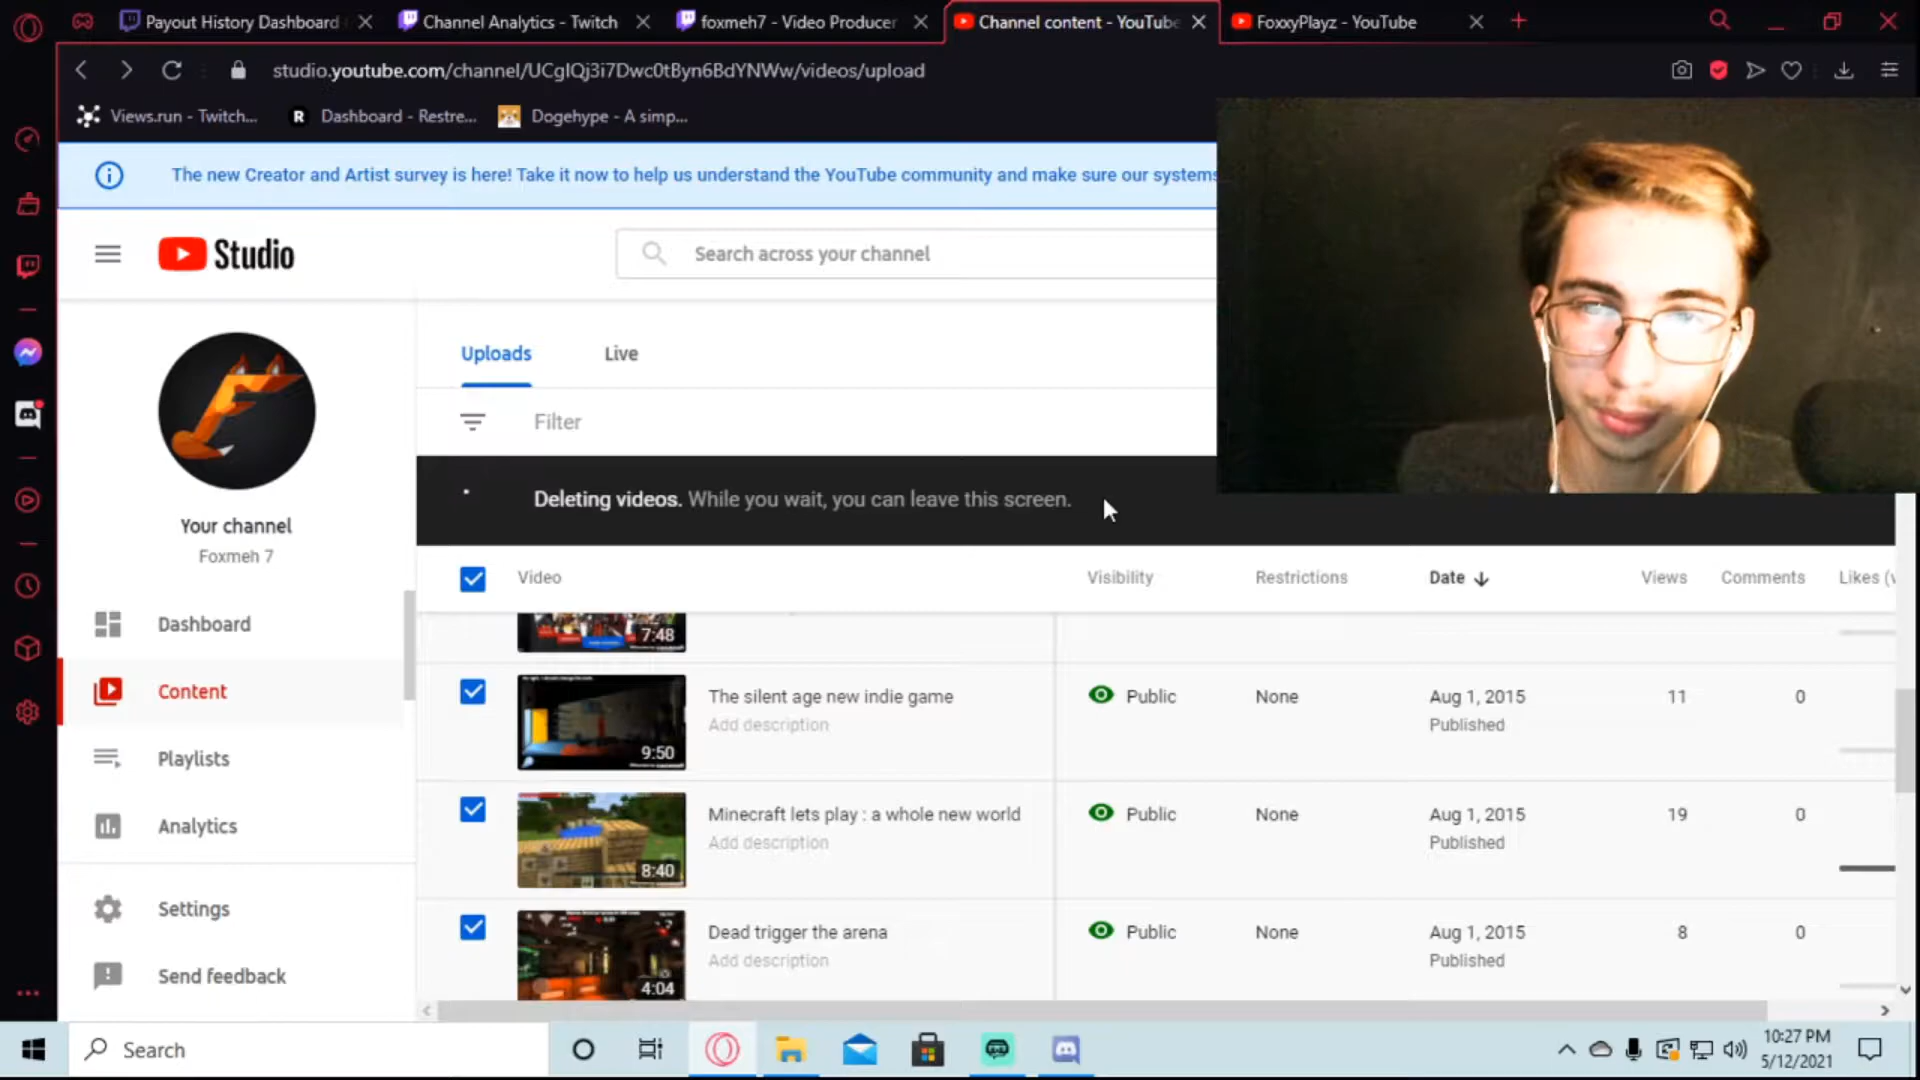 Payout History Dashboard
Channel Analytics - Twitch
foxmeh7 - Video Producer
Channel content - YouTube
FoxxyPlayz - YouTube
studio.youtube.com/channel/UCglQj3i7Dwc0tByn6BdYNWw/videos/upload
Views.run - Twitch...
R Dashboard - Restre...
Dogehype - A simp...
The new Creator and Artist survey is here! Take it now to help us understand the YouTube community and make sure our systems
Studio
Search across your channel
Uploads
Live
Filter
Deleting videos. While you wait, you can leave this screen.
Your channel
Foxmeh 7
Dashboard
Content
Playlists
Analytics
Settings
Send feedback
Video Visibility Restrictions Date Views Comments Likes (v
7:48
The silent age new indie game
Add description
9:50
Public None Aug 1, 2015 11 0
Published
Minecraft lets play : a whole new world
Add description
8:40
Public None Aug 1, 2015 19 0
Published
Dead trigger the arena
Add description
4:04
Public None Aug 1, 2015 8 0
Published
Search
10:27 PM
5/12/2021